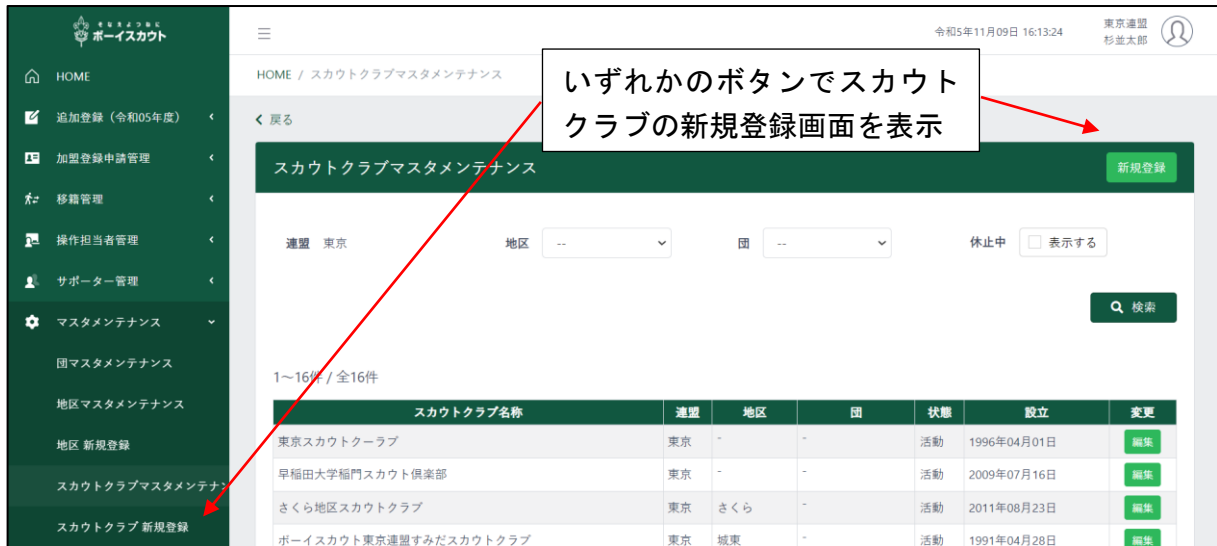 そなえよつねに
ボーイスカウト
令和5年11月09日 16:13:24
東京連盟
杉並太郎
HOME
追加登録（令和05年度）
加盟登録申請管理
移籍管理
操作担当者管理
サポーター管理
マスタメンテナンス
団マスタメンテナンス
地区マスタメンテナンス
地区 新規登録
スカウトクラブマスタメンテナン
スカウトクラブ 新規登録
HOME / スカウトクラブマスタメンテナンス
いずれかのボタンでスカウト
クラブの新規登録画面を表示
戻る
スカウトクラブマスタメンテナンス 新規登録
連盟 東京 地区 -- 団 -- 休止中 表示する
検索
1～16件 / 全16件
スカウトクラブ名称 連盟 地区 団 状態 設立 変更
東京スカウトクーラブ 東京 - - 活動 1996年04月01日 編集
早稲田大学稲門スカウト倶楽部 東京 - - 活動 2009年07月16日 編集
さくら地区スカウトクラブ 東京 さくら - 活動 2011年08月23日 編集
ボーイスカウト東京連盟すみだスカウトクラブ 東京 城東 - 活動 1991年04月28日 編集